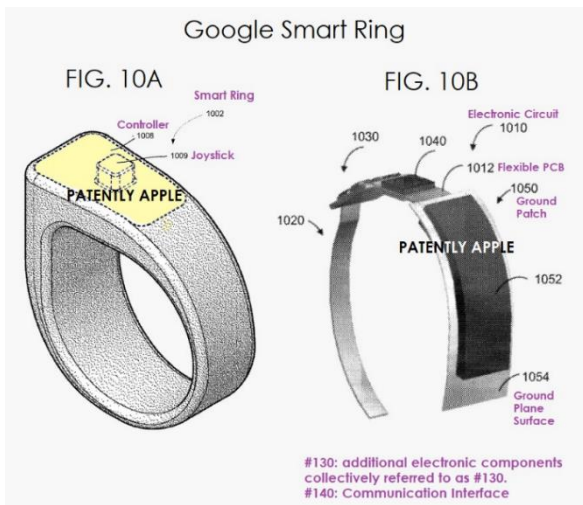 Google Smart Ring
FIG. 10A
Smart Ring
1002
Controller
1008
1009 Joystick
PATENTLY APPLE
FIG. 10B
Electronic Circuit
1010
1030
1040
1012 Flexible PCB
1050
Ground
Patch
1020
PATENTLY APPLE
1052
1054
Ground
Plane
Surface
#130: additional electronic components
collectively referred to as #130.
#140: Communication Interface